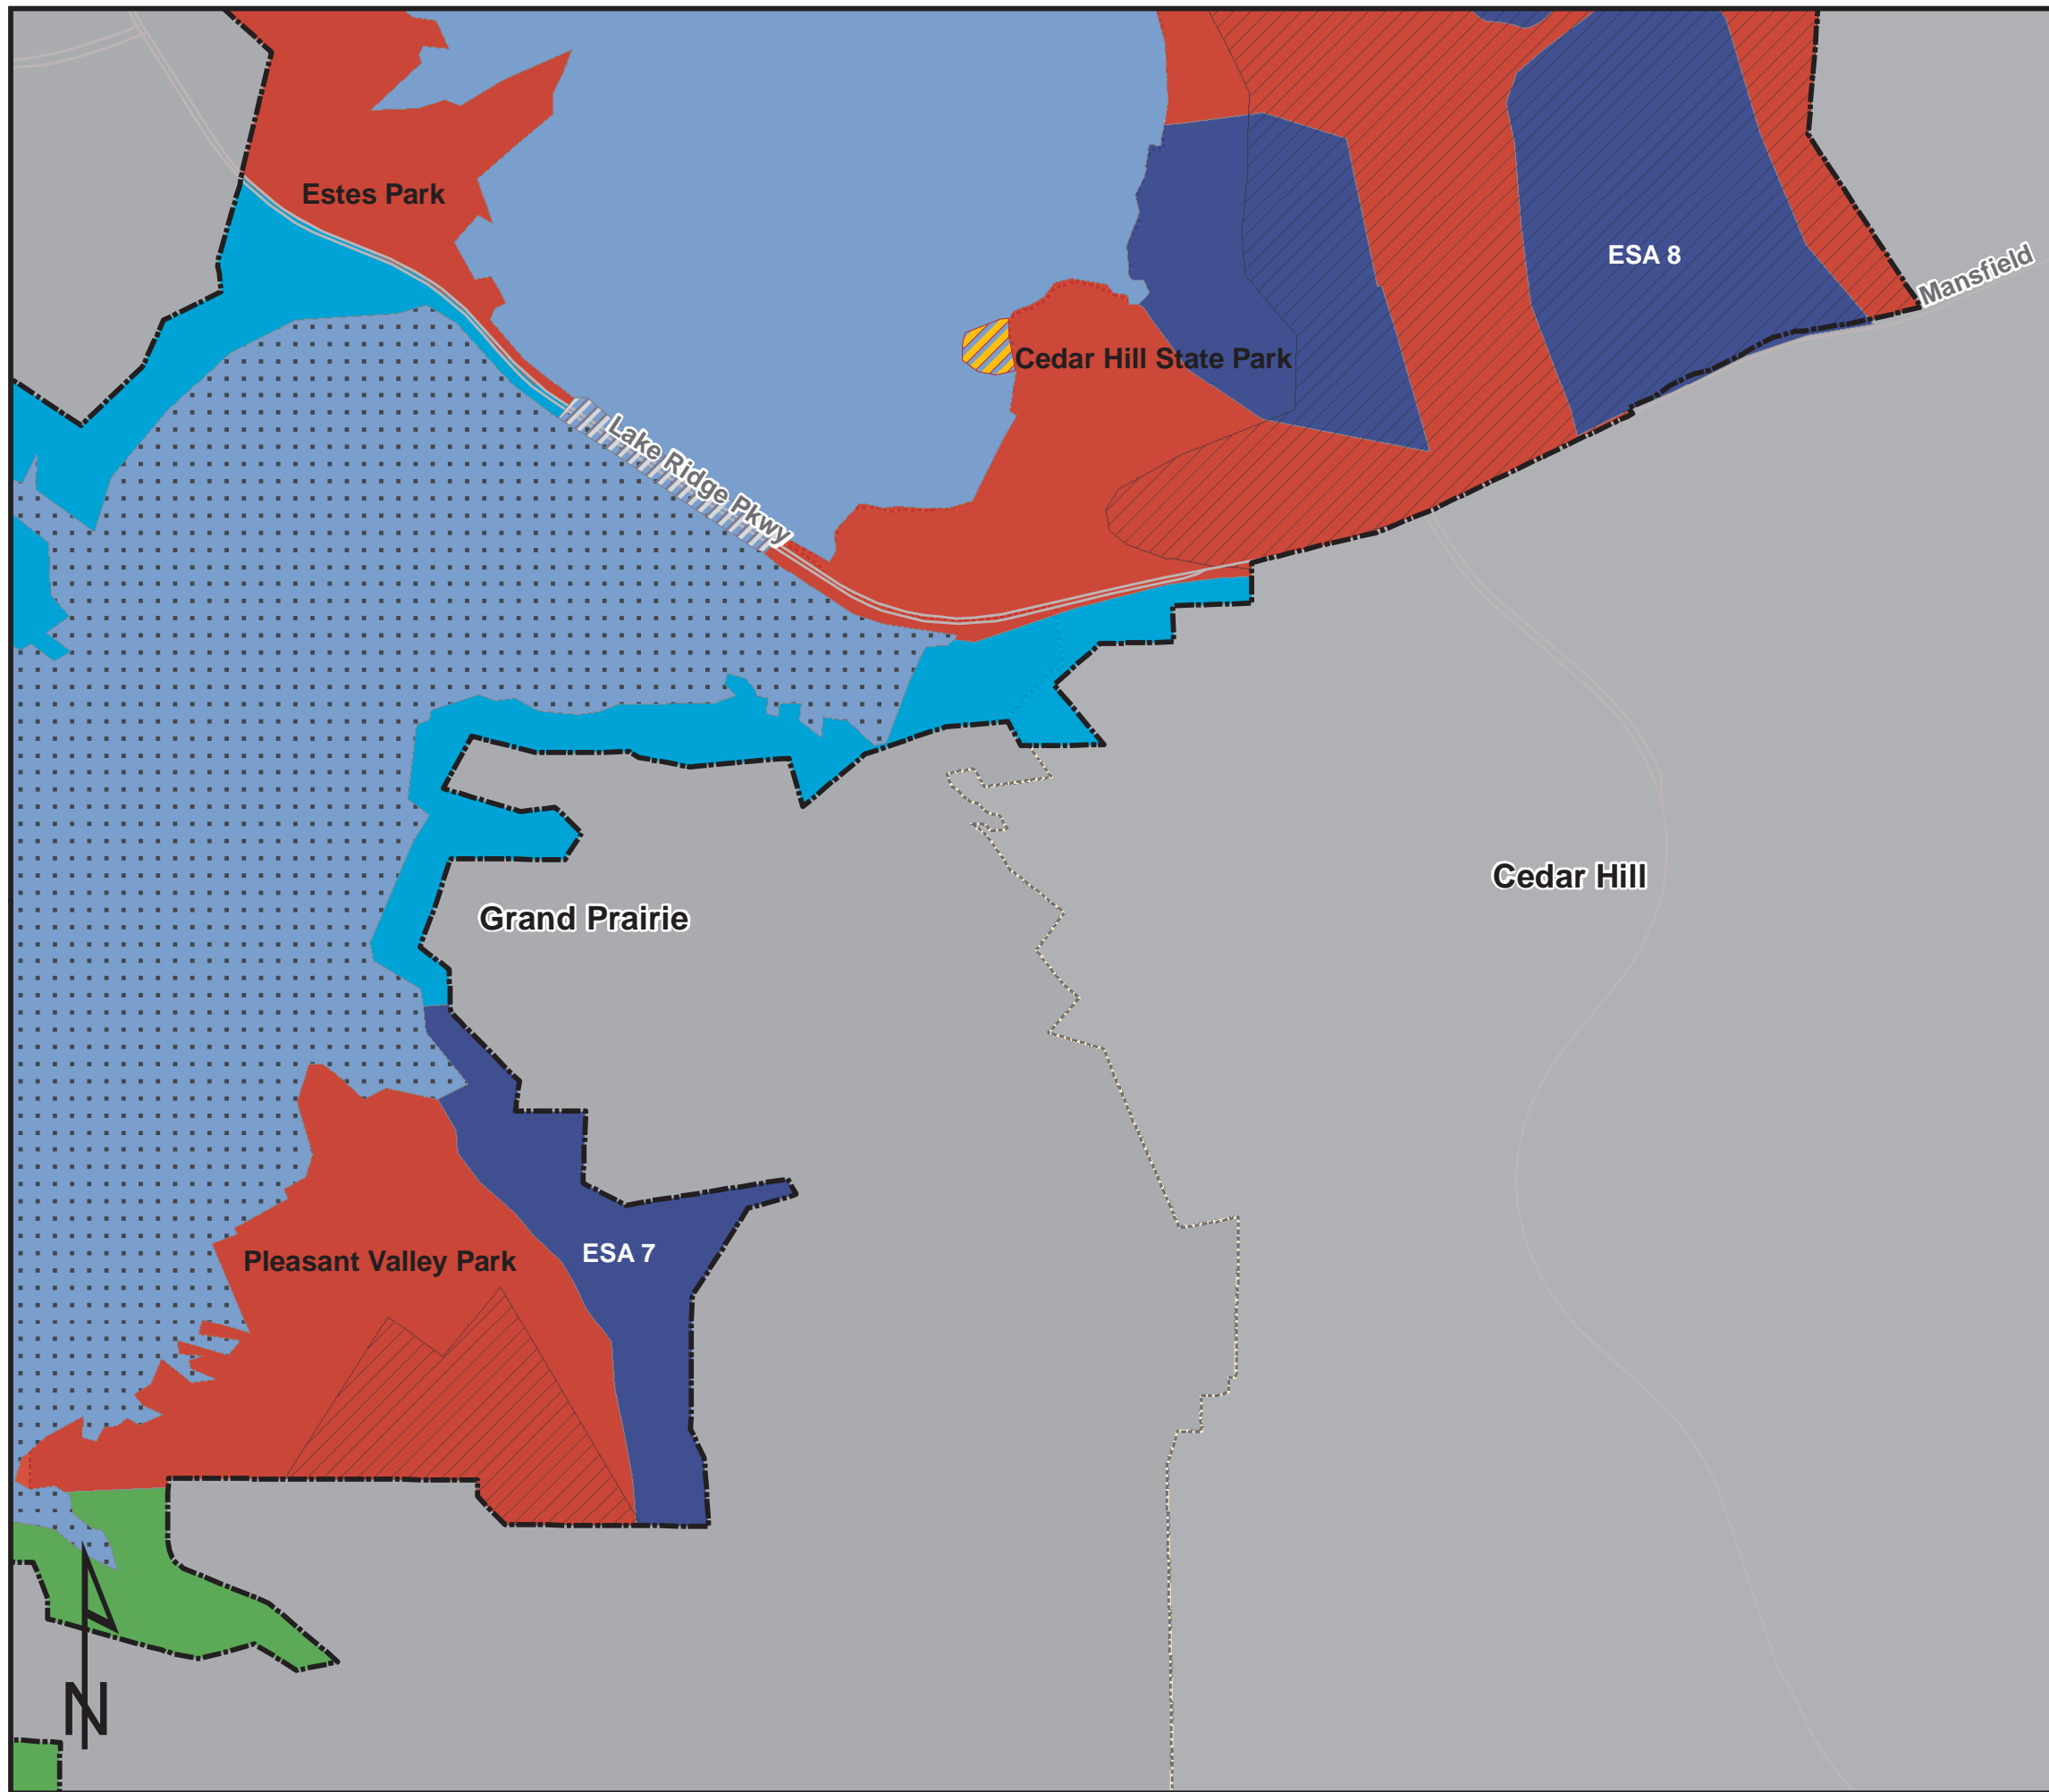 Estes Park
ESA 8
Mansfield
Cedar Hill State Park
Lake Ridge Pkwy
Cedar Hill
Grand Prairie
ESA 7
Pleasant Valley Park
N